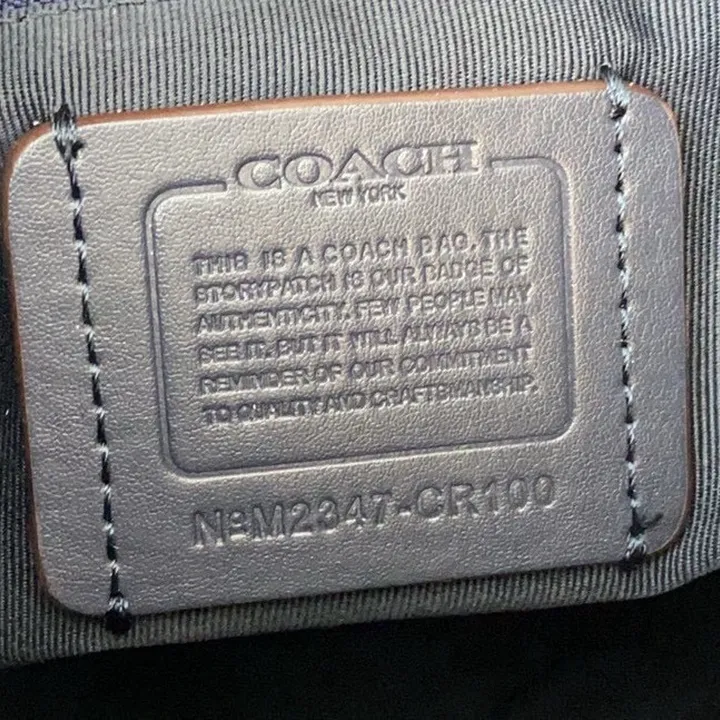 COACH
NEW YORK
THIS IS A COACH BAG. THE
STORYPATCH IS OUR BADGE OF
AUTHENTICITY. FEW PEOPLE MAY
SEE IT. BUT IT WILL ALWAYS BE A
REMINDER OF OUR COMMITMENT
TO QUALITY AND CRAFTSMANSHIP.
NºM2347-CR100